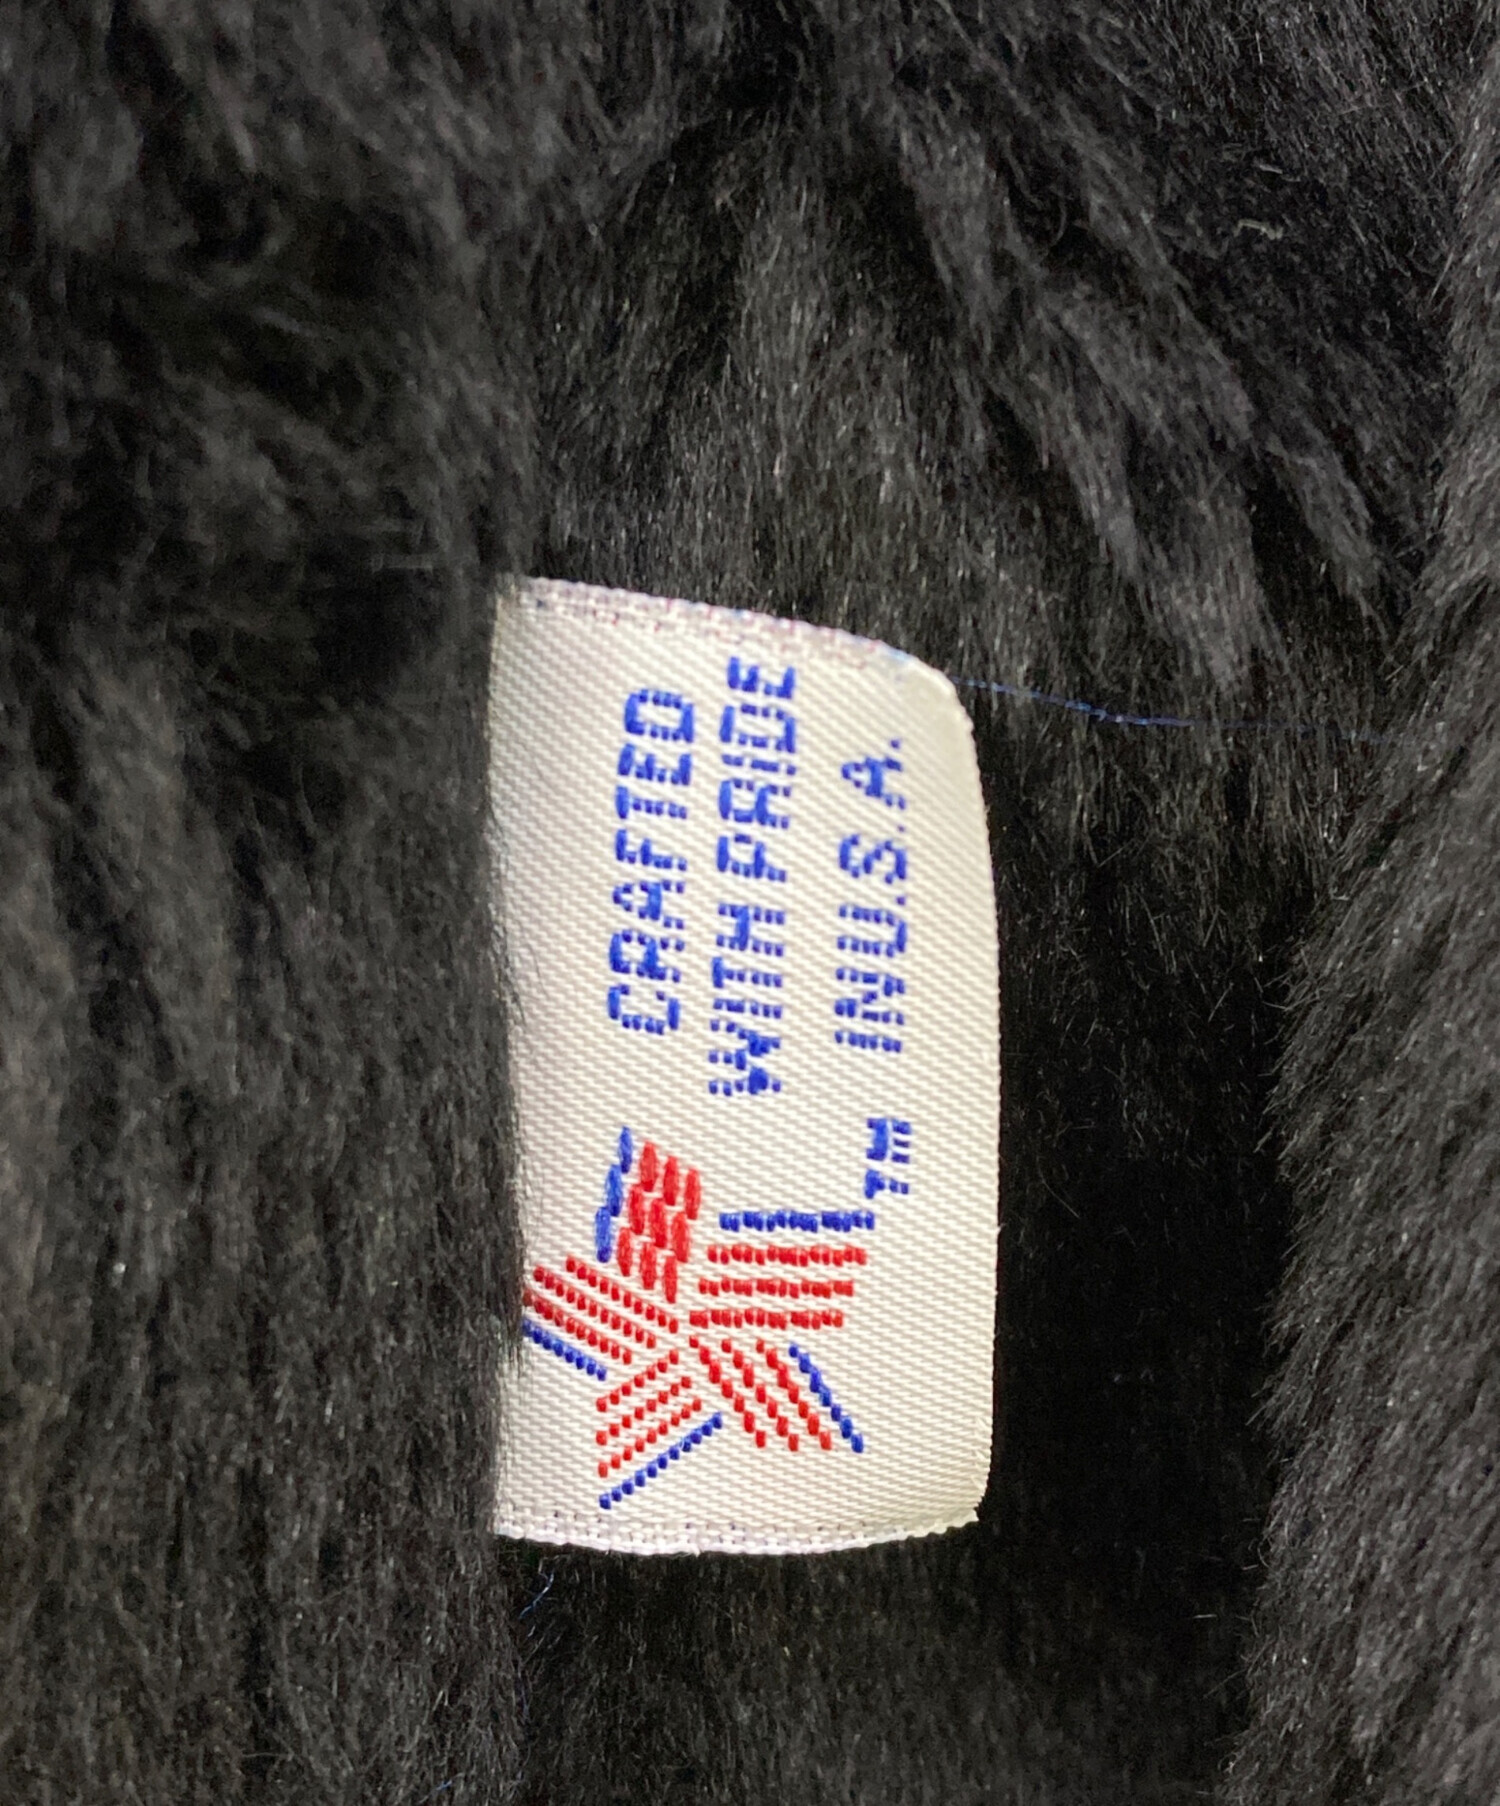 CRAFTED
WITH PRIDE
IN U.S.A.
TM